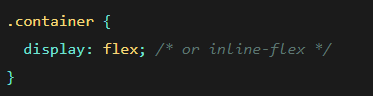 .container {
  display: flex; /* or inline-flex */
}